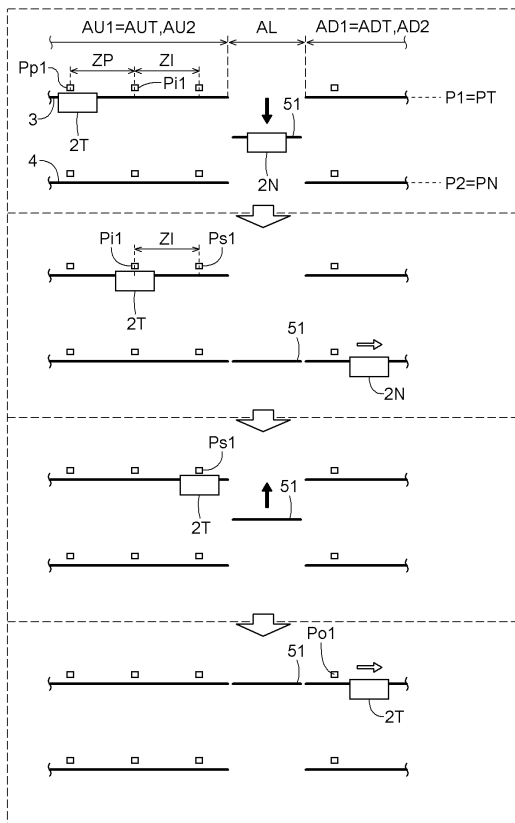 AU1=AUT,AU2 AL AD1=ADT,AD2
Pp1 ZP ZI
Pi1
3 51 P1=PT
2T
4 2N P2=PN
Pi1 ZI Ps1
2T 51
2N
Ps1
51
2T
Po1
51
2T